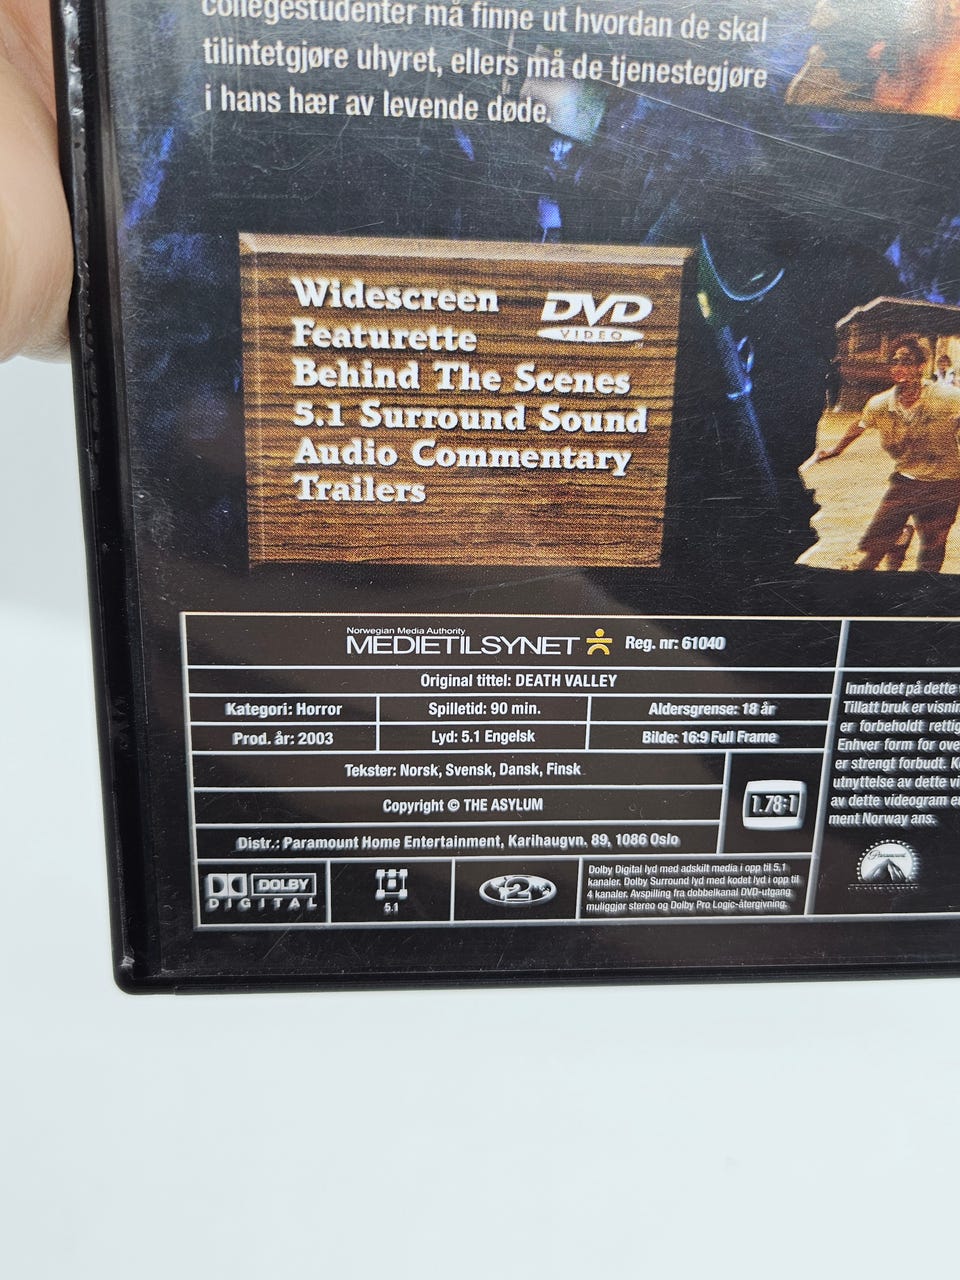 collegestudenter må finne ut hvordan de skal
tilintetgjøre uhyret, ellers må de tjenestegjøre
i hans hær av levende døde.
Widescreen
Featurette
Behind The Scenes
5.1 Surround Sound
Audio Commentary
Trailers
DVD
VIDEO
Norwegian Media Authority
MEDIETILSYNET Reg. nr: 61040
Original tittel: DEATH VALLEY
Kategori: Horror Spilletid: 90 min. Aldersgrense: 18 år
Prod. år: 2003 Lyd: 5.1 Engelsk Bilde: 16:9 Full Frame
Tekster: Norsk, Svensk, Dansk, Finsk
Copyright © THE ASYLUM
1.78:1
Distr.: Paramount Home Entertainment, Karihaugvn. 89, 1086 Oslo
DOLBY
DIGITAL
5.1
2
Dolby Digital lyd med adskilt media i opp til 5.1
kanaler. Dolby Surround lyd med kodet lyd i opp til
4 kanaler. Avspilling fra dobbelkanal DVD-utgang
muliggjør stereo og Dolby Pro Logic-återgivning.
Innholdet på dette
Tillatt bruk er visnin
er forbeholdt rettig
Enhver form for ove
er strengt forbudt. K
utnyttelse av dette vi
av dette videogram e
ment Norway ans.
Paramount